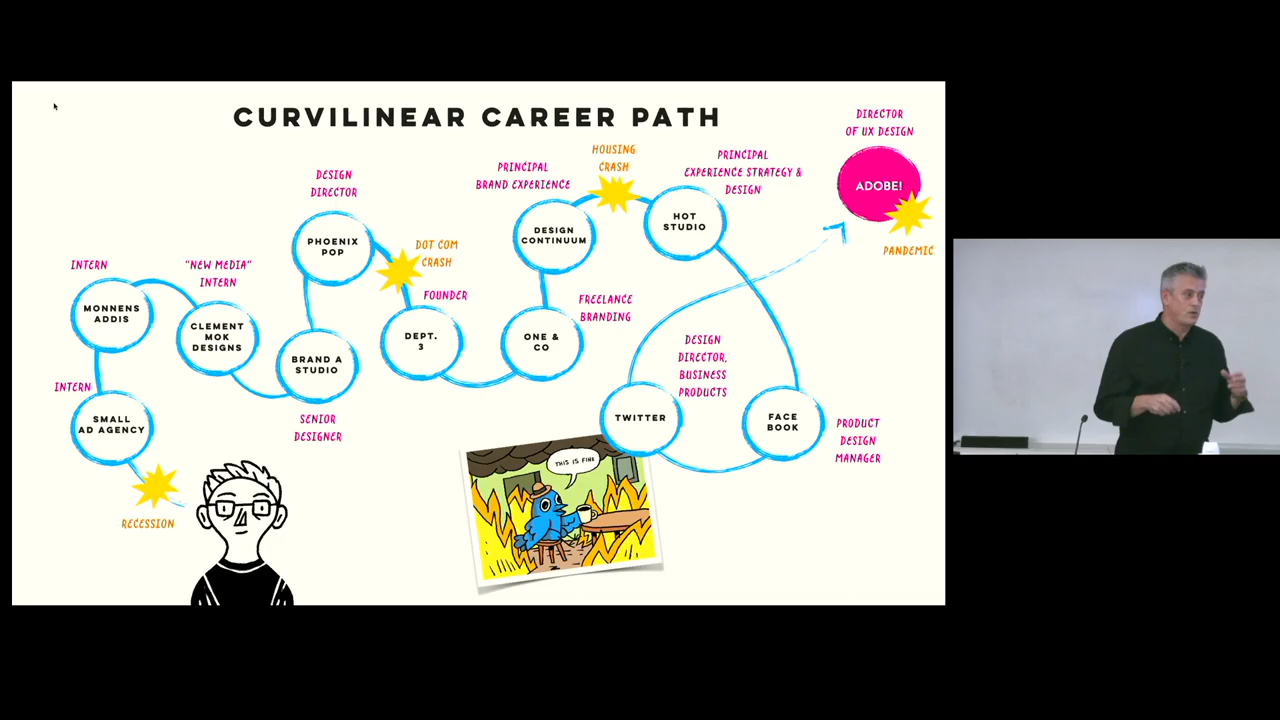 CURVILINEAR CAREER PATH
RECESSION
SMALL
AD AGENCY
INTERN
MONNENS
ADDIS
INTERN
CLEMENT
MOK
DESIGNS
"NEW MEDIA"
INTERN
BRAND A
STUDIO
SENIOR
DESIGNER
PHOENIX
POP
DESIGN
DIRECTOR
DOT COM
CRASH
DEPT.
3
FOUNDER
ONE &
CO
FREELANCE
BRANDING
DESIGN
CONTINUUM
PRINCIPAL
BRAND EXPERIENCE
HOUSING
CRASH
HOT
STUDIO
PRINCIPAL
EXPERIENCE STRATEGY &
DESIGN
FACE
BOOK
PRODUCT
DESIGN
MANAGER
TWITTER
DESIGN
DIRECTOR,
BUSINESS
PRODUCTS
THIS IS FINE
DIRECTOR
OF UX DESIGN
ADOBE!
PANDEMIC